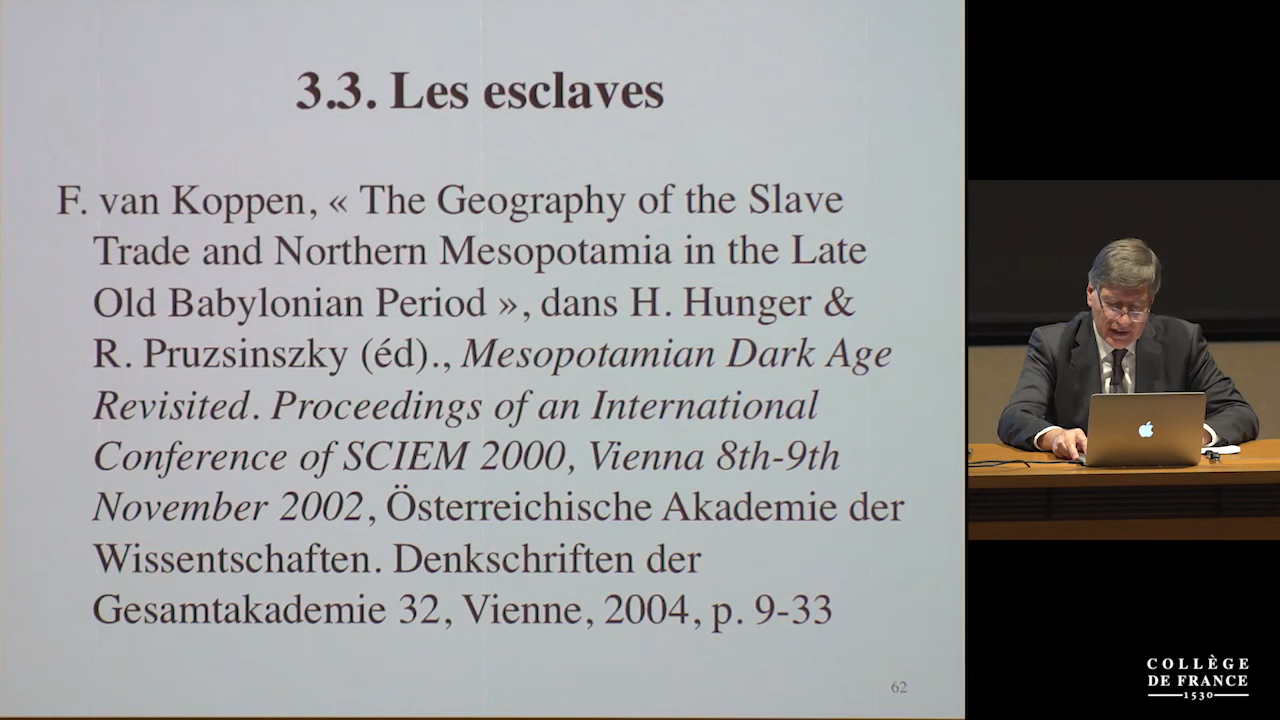 3.3. Les esclaves
F. van Koppen, « The Geography of the Slave
Trade and Northern Mesopotamia in the Late
Old Babylonian Period », dans H. Hunger &
R. Pruzsinszky (éd)., Mesopotamian Dark Age
Revisited. Proceedings of an International
Conference of SCIEM 2000, Vienna 8th-9th
November 2002, Österreichische Akademie der
Wissentschaften. Denkschriften der
Gesamtakademie 32, Vienne, 2004, p. 9-33
62
COLLÈGE
DE FRANCE
1530